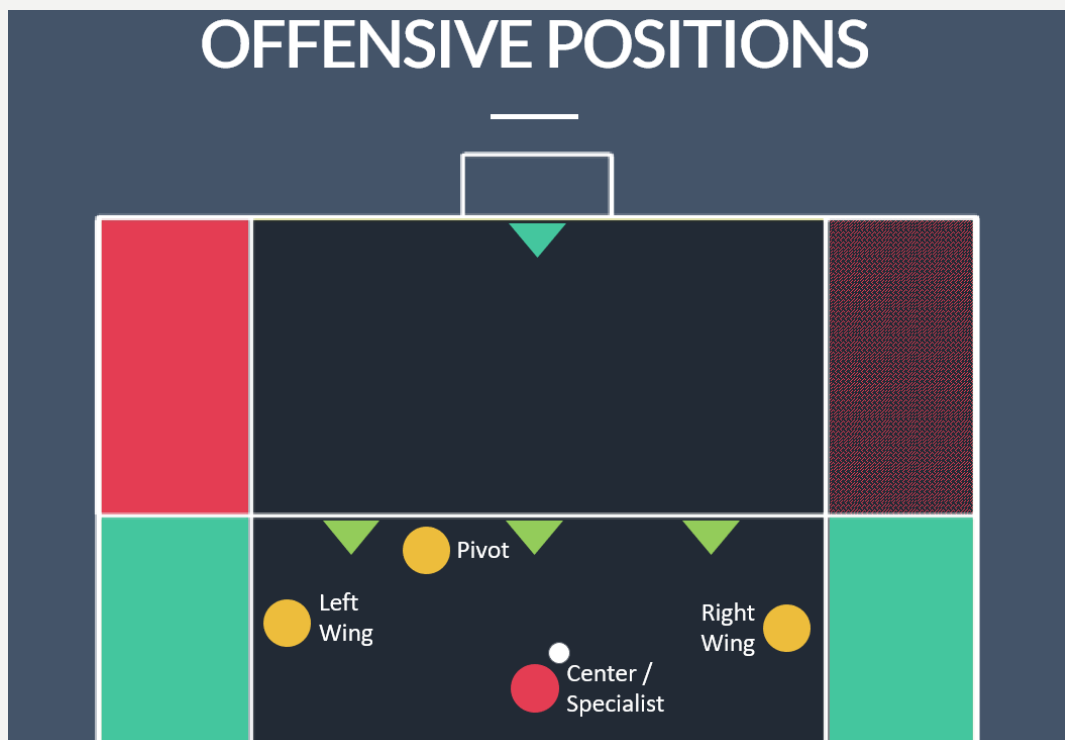 OFFENSIVE POSITIONS
Pivot
Left
Wing
Right
Wing
Center /
Specialist